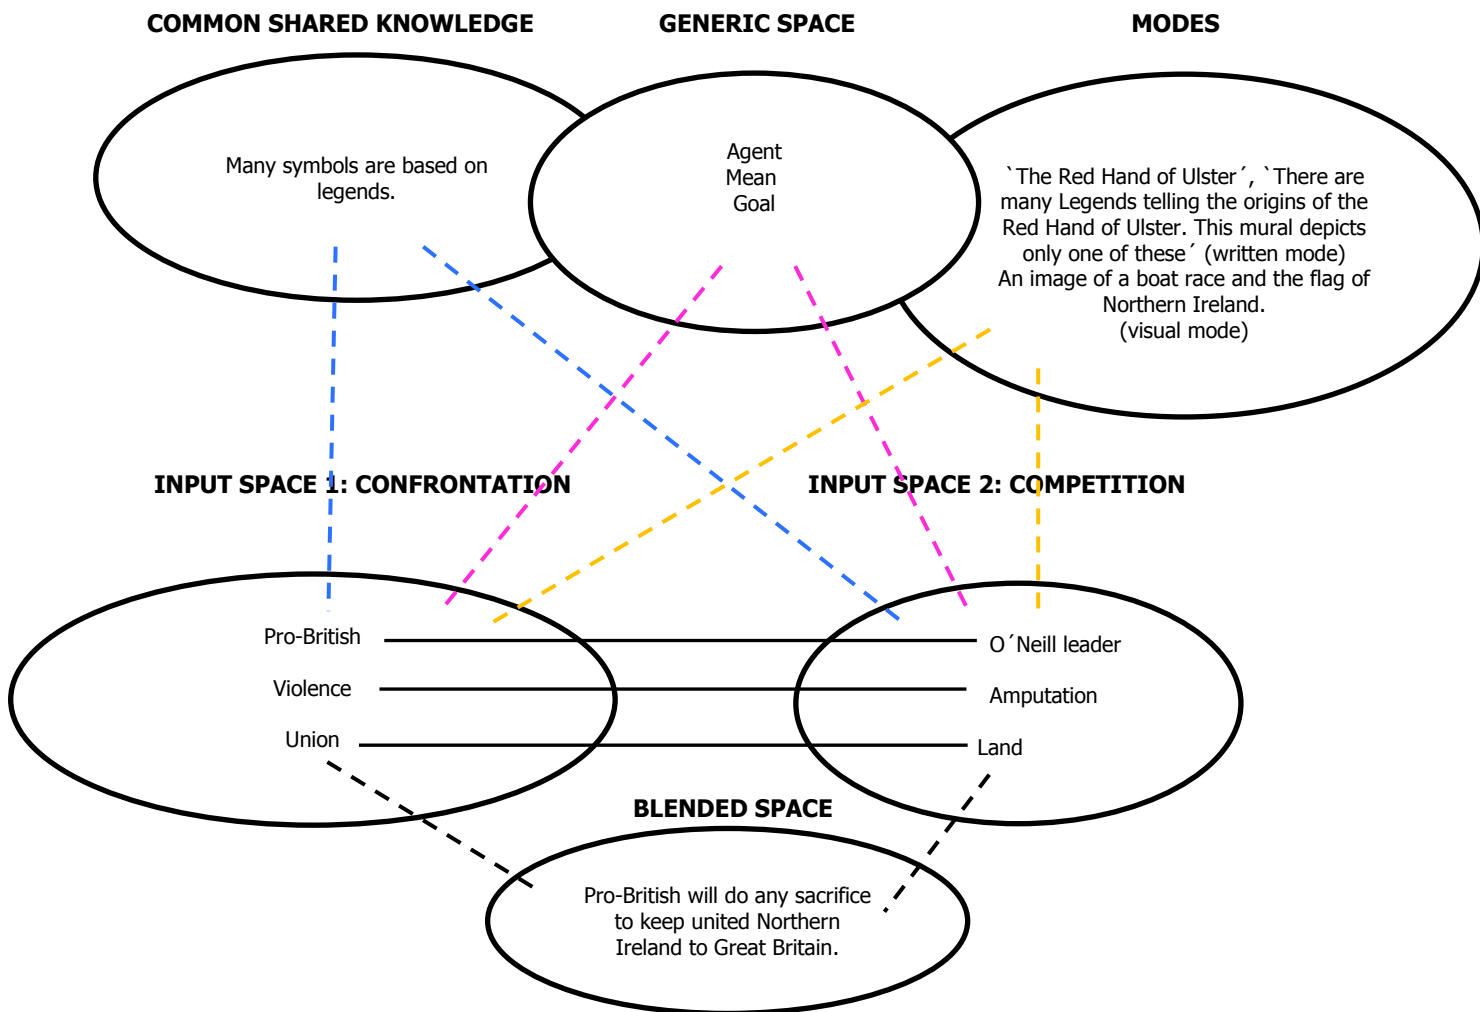 COMMON SHARED KNOWLEDGE
GENERIC SPACE
MODES
Many symbols are based on
legends.
Agent
Mean
Goal
`The Red Hand of Ulster´, `There are
many Legends telling the origins of the
Red Hand of Ulster. This mural depicts
only one of these´ (written mode)
An image of a boat race and the flag of
Northern Ireland.
(visual mode)
INPUT SPACE 1: CONFRONTATION
INPUT SPACE 2: COMPETITION
Pro-British
O´Neill leader
Violence
Amputation
Union
Land
BLENDED SPACE
Pro-British will do any sacrifice
to keep united Northern
Ireland to Great Britain.